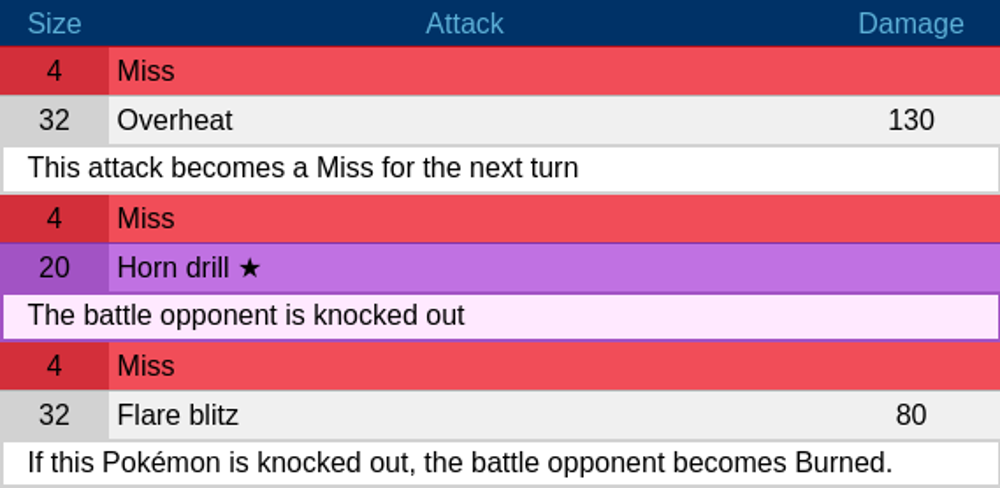 Size Attack Damage
4 Miss
32 Overheat 130
This attack becomes a Miss for the next turn
4 Miss
20 Horn drill ★
The battle opponent is knocked out
4 Miss
32 Flare blitz 80
If this Pokémon is knocked out, the battle opponent becomes Burned.